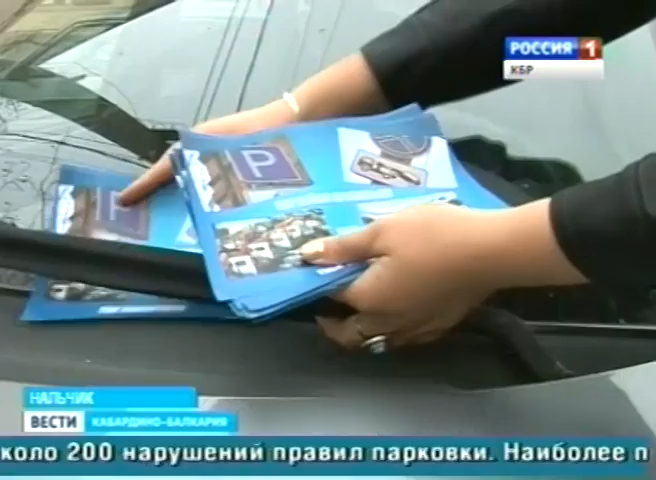 РОССИЯ 1
КБР
P
P
НАЛЬЧИК
ВЕСТИ КАБАРДИНО-БАЛКАРИЯ
коло 200 нарушений правил парковки. Наиболее п